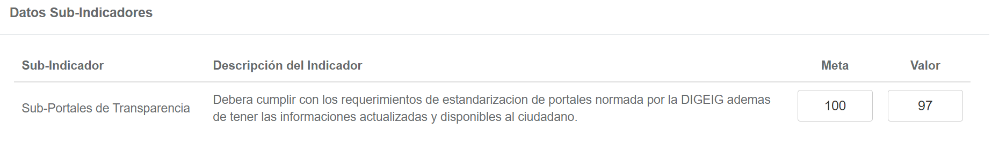 Datos Sub-Indicadores
Sub-Indicador Descripción del Indicador Meta Valor
Sub-Portales de Transparencia
Debera cumplir con los requerimientos de estandarizacion de portales normada por la DIGEIG ademas
de tener las informaciones actualizadas y disponibles al ciudadano.
100 97